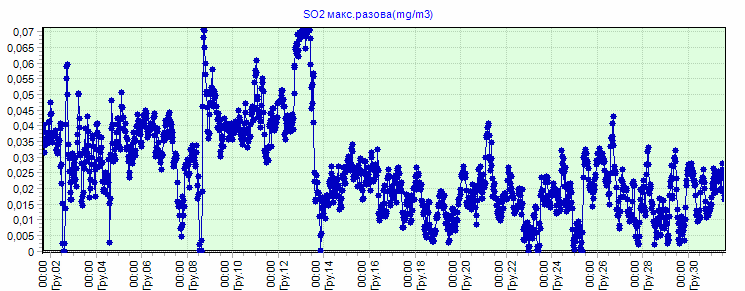 SO2 макс.разова(mg/m3)
0,07
0,065
0,06
0,055
0,05
0,045
0,04
0,035
0,03
0,025
0,02
0,015
0,01
0,005
0
00:00 Гру.02
00:00 Гру.04
00:00 Гру.06
00:00 Гру.08
00:00 Гру.10
00:00 Гру.12
00:00 Гру.14
00:00 Гру.16
00:00 Гру.18
00:00 Гру.20
00:00 Гру.22
00:00 Гру.24
00:00 Гру.26
00:00 Гру.28
00:00 Гру.30